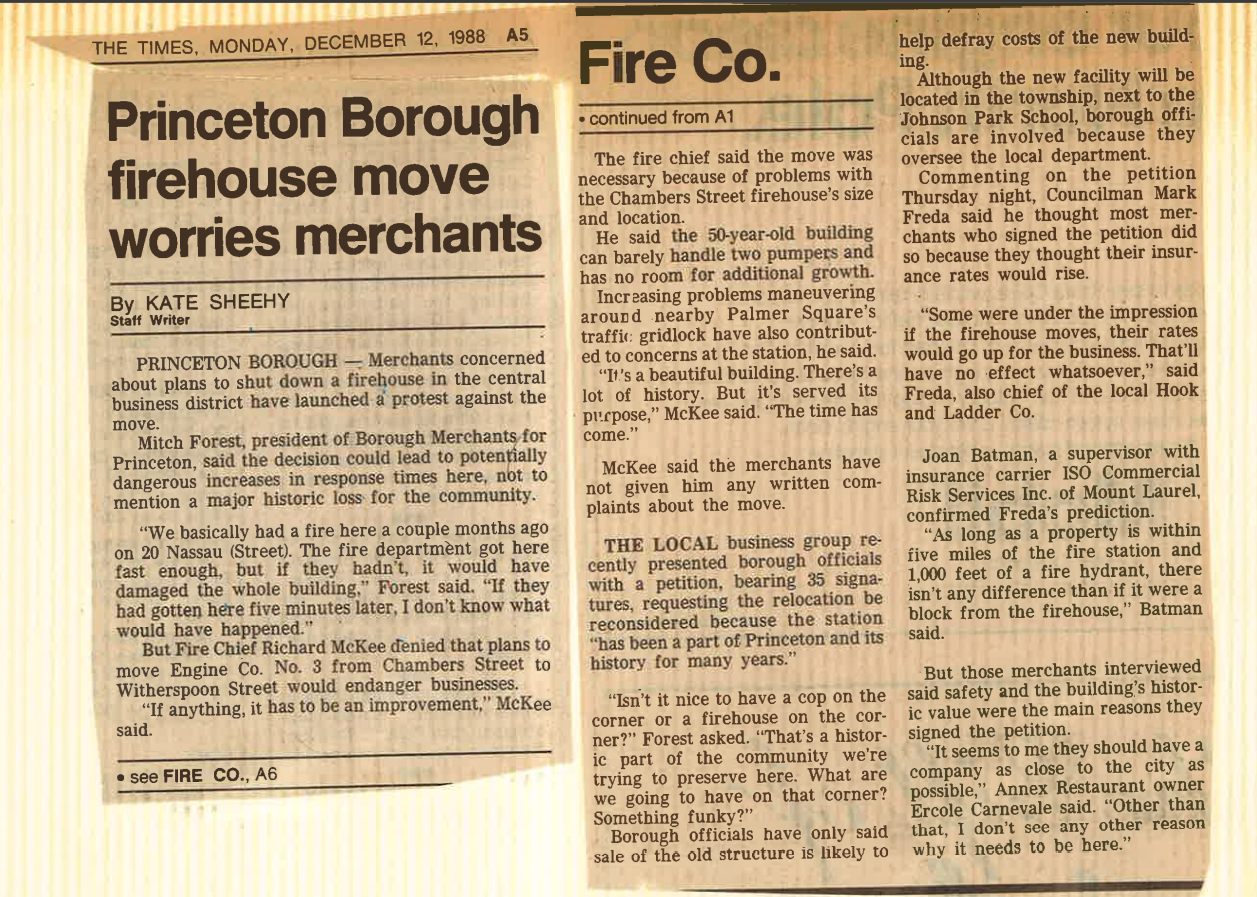 THE TIMES, MONDAY, DECEMBER 12, 1988 A5
Princeton Borough
firehouse move
worries merchants
By KATE SHEEHY
Staff Writer
PRINCETON BOROUGH — Merchants concerned
about plans to shut down a firehouse in the central
business district have launched a protest against the
move.
Mitch Forest, president of Borough Merchants for
Princeton, said the decision could lead to potentially
dangerous increases in response times here, not to
mention a major historic loss for the community.
“We basically had a fire here a couple months ago
on 20 Nassau (Street). The fire department got here
fast enough, but if they hadn’t, it would have
damaged the whole building,” Forest said. “If they
had gotten here five minutes later, I don’t know what
would have happened.”
But Fire Chief Richard McKee denied that plans to
move Engine Co. No. 3 from Chambers Street to
Witherspoon Street would endanger businesses.
“If anything, it has to be an improvement,” McKee
said.
• see FIRE CO., A6
Fire Co.
• continued from A1
The fire chief said the move was
necessary because of problems with
the Chambers Street firehouse’s size
and location.
He said the 50-year-old building
can barely handle two pumpers and
has no room for additional growth.
Increasing problems maneuvering
around nearby Palmer Square’s
traffic gridlock have also contribut-
ed to concerns at the station, he said.
“It’s a beautiful building. There’s a
lot of history. But it’s served its
purpose,” McKee said. “The time has
come.”
McKee said the merchants have
not given him any written com-
plaints about the move.
THE LOCAL business group re-
cently presented borough officials
with a petition, bearing 35 signa-
tures, requesting the relocation be
reconsidered because the station
“has been a part of Princeton and its
history for many years.”
“Isn’t it nice to have a cop on the
corner or a firehouse on the cor-
ner?” Forest asked. “That’s a histor-
ic part of the community we’re
trying to preserve here. What are
we going to have on that corner?
Something funky?”
Borough officials have only said
sale of the old structure is likely to
help defray costs of the new build-
ing.
Although the new facility will be
located in the township, next to the
Johnson Park School, borough offi-
cials are involved because they
oversee the local department.
Commenting on the petition
Thursday night, Councilman Mark
Freda said he thought most mer-
chants who signed the petition did
so because they thought their insur-
ance rates would rise.
“Some were under the impression
if the firehouse moves, their rates
would go up for the business. That’ll
have no effect whatsoever,” said
Freda, also chief of the local Hook
and Ladder Co.
Joan Batman, a supervisor with
insurance carrier ISO Commercial
Risk Services Inc. of Mount Laurel,
confirmed Freda’s prediction.
“As long as a property is within
five miles of the fire station and
1,000 feet of a fire hydrant, there
isn’t any difference than if it were a
block from the firehouse,” Batman
said.
But those merchants interviewed
said safety and the building’s histor-
ic value were the main reasons they
signed the petition.
“It seems to me they should have a
company as close to the city as
possible,” Annex Restaurant owner
Ercole Carnevale said. “Other than
that, I don’t see any other reason
why it needs to be here.”